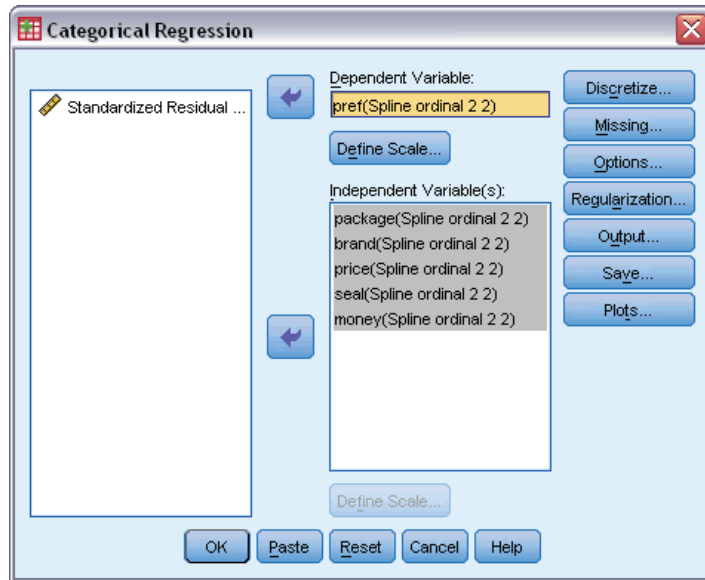 Categorical Regression
Standardized Residual ...
Dependent Variable:
pref(Spline ordinal 2 2)
Define Scale...
Independent Variable(s):
package(Spline ordinal 2 2)
brand(Spline ordinal 2 2)
price(Spline ordinal 2 2)
seal(Spline ordinal 2 2)
money(Spline ordinal 2 2)
Define Scale...
Discretize...
Missing...
Options...
Regularization...
Output...
Save...
Plots...
OK
Paste
Reset
Cancel
Help